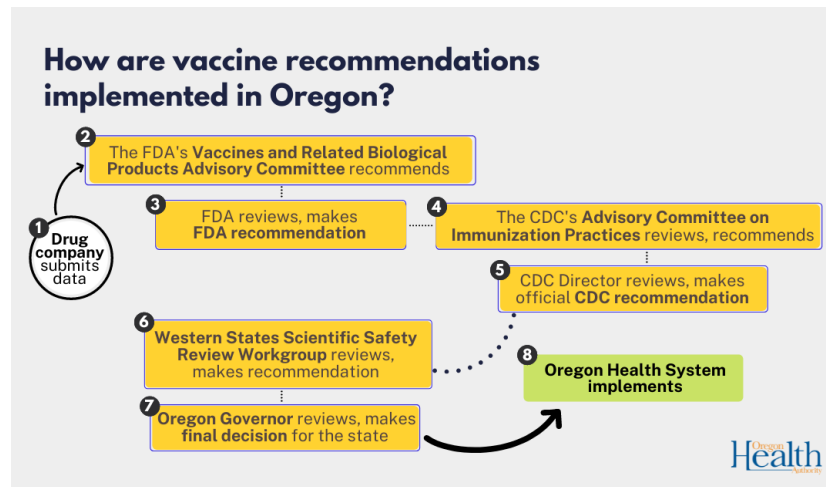 How are vaccine recommendations
implemented in Oregon?
2
The FDA's Vaccines and Related Biological
Products Advisory Committee recommends
3
FDA reviews, makes
FDA recommendation
4
The CDC's Advisory Committee on
Immunization Practices reviews, recommends
1
Drug
company
submits
data
5
CDC Director reviews, makes
official CDC recommendation
6
Western States Scientific Safety
Review Workgroup reviews,
makes recommendation
8
Oregon Health System
implements
7
Oregon Governor reviews, makes
final decision for the state
Oregon
Health
Authority